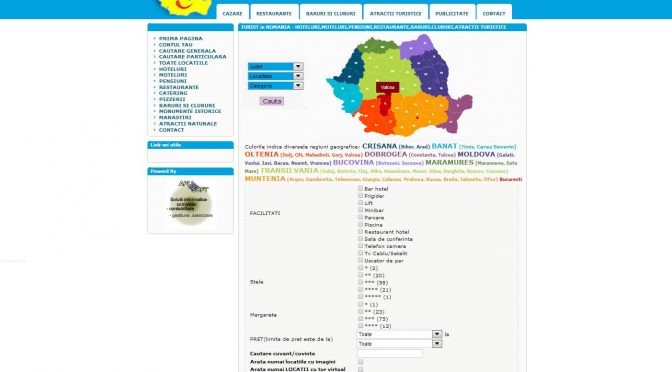 CAZARE
RESTAURANTE
BARURI SI CLUBURI
ATRACTII TURISTICE
PUBLICITATE
CONTACT
PRIMA PAGINA
CONTUL TAU
CAUTARE GENERALA
CAUTARE PARTICULARA
TOATE LOCATIILE
HOTELURI
MOTELURI
PENSIUNI
RESTAURANTE
CATERING
PIZZERII
BARURI SI CLUBURI
MONUMENTE ISTORICE
MANASTIRI
ATRACTII NATURALE
CONTACT
Link-uri utile
Powerd By
Solutii informatice
complete:
- contabilitate
- gestiune ,salarizare
TURIST in ROMANIA - HOTELURI,MOTELURI,PENSIUNI,RESTAURANTE,BARURI,CLUBURI,ATRACTII TURISTICE
Judet
Localitate
Categorie
Cauta
Valcea
Culorile indica diversele regiuni geografice: CRISANA (Bihor, Arad) BANAT (Timis, Caras Severin)
OLTENIA (Dolj, Olt, Mehedinti, Gorj, Valcea) DOBROGEA (Constanta, Tulcea) MOLDOVA (Galati,
Vaslui, Iasi, Bacau, Neamt, Vrancea) BUCOVINA (Botosani, Suceava) MARAMURES (Maramures, Satu
Mare) TRANSILVANIA (Salaj, Bistrita, Cluj, Alba, Hunedoara, Mures, Sibiu, Harghita, Brasov, Covasna)
MUNTENIA (Arges, Dambovita, Teleorman, Giurgiu, Calarasi, Prahova, Buzau, Braila, Ialomita, Ilfov) Bucuresti
FACILITATI
Bar hotel
Frigider
Lift
Minibar
Parcare
Piscina
Restaurant hotel
Sala de conferinta
Telefon camera
Tv Cablu/Satelit
Uscator de par
Stele
* (2)
** (20)
*** (58)
**** (21)
***** (1)
Margarete
* (1)
** (23)
*** (75)
**** (13)
PRET(limita de pret este de la)
Toate
la
Toate
Cautare cuvant/cuvinte
Arata numai locatiile cu imagini
Arata numai LOCATII cu tur virtual